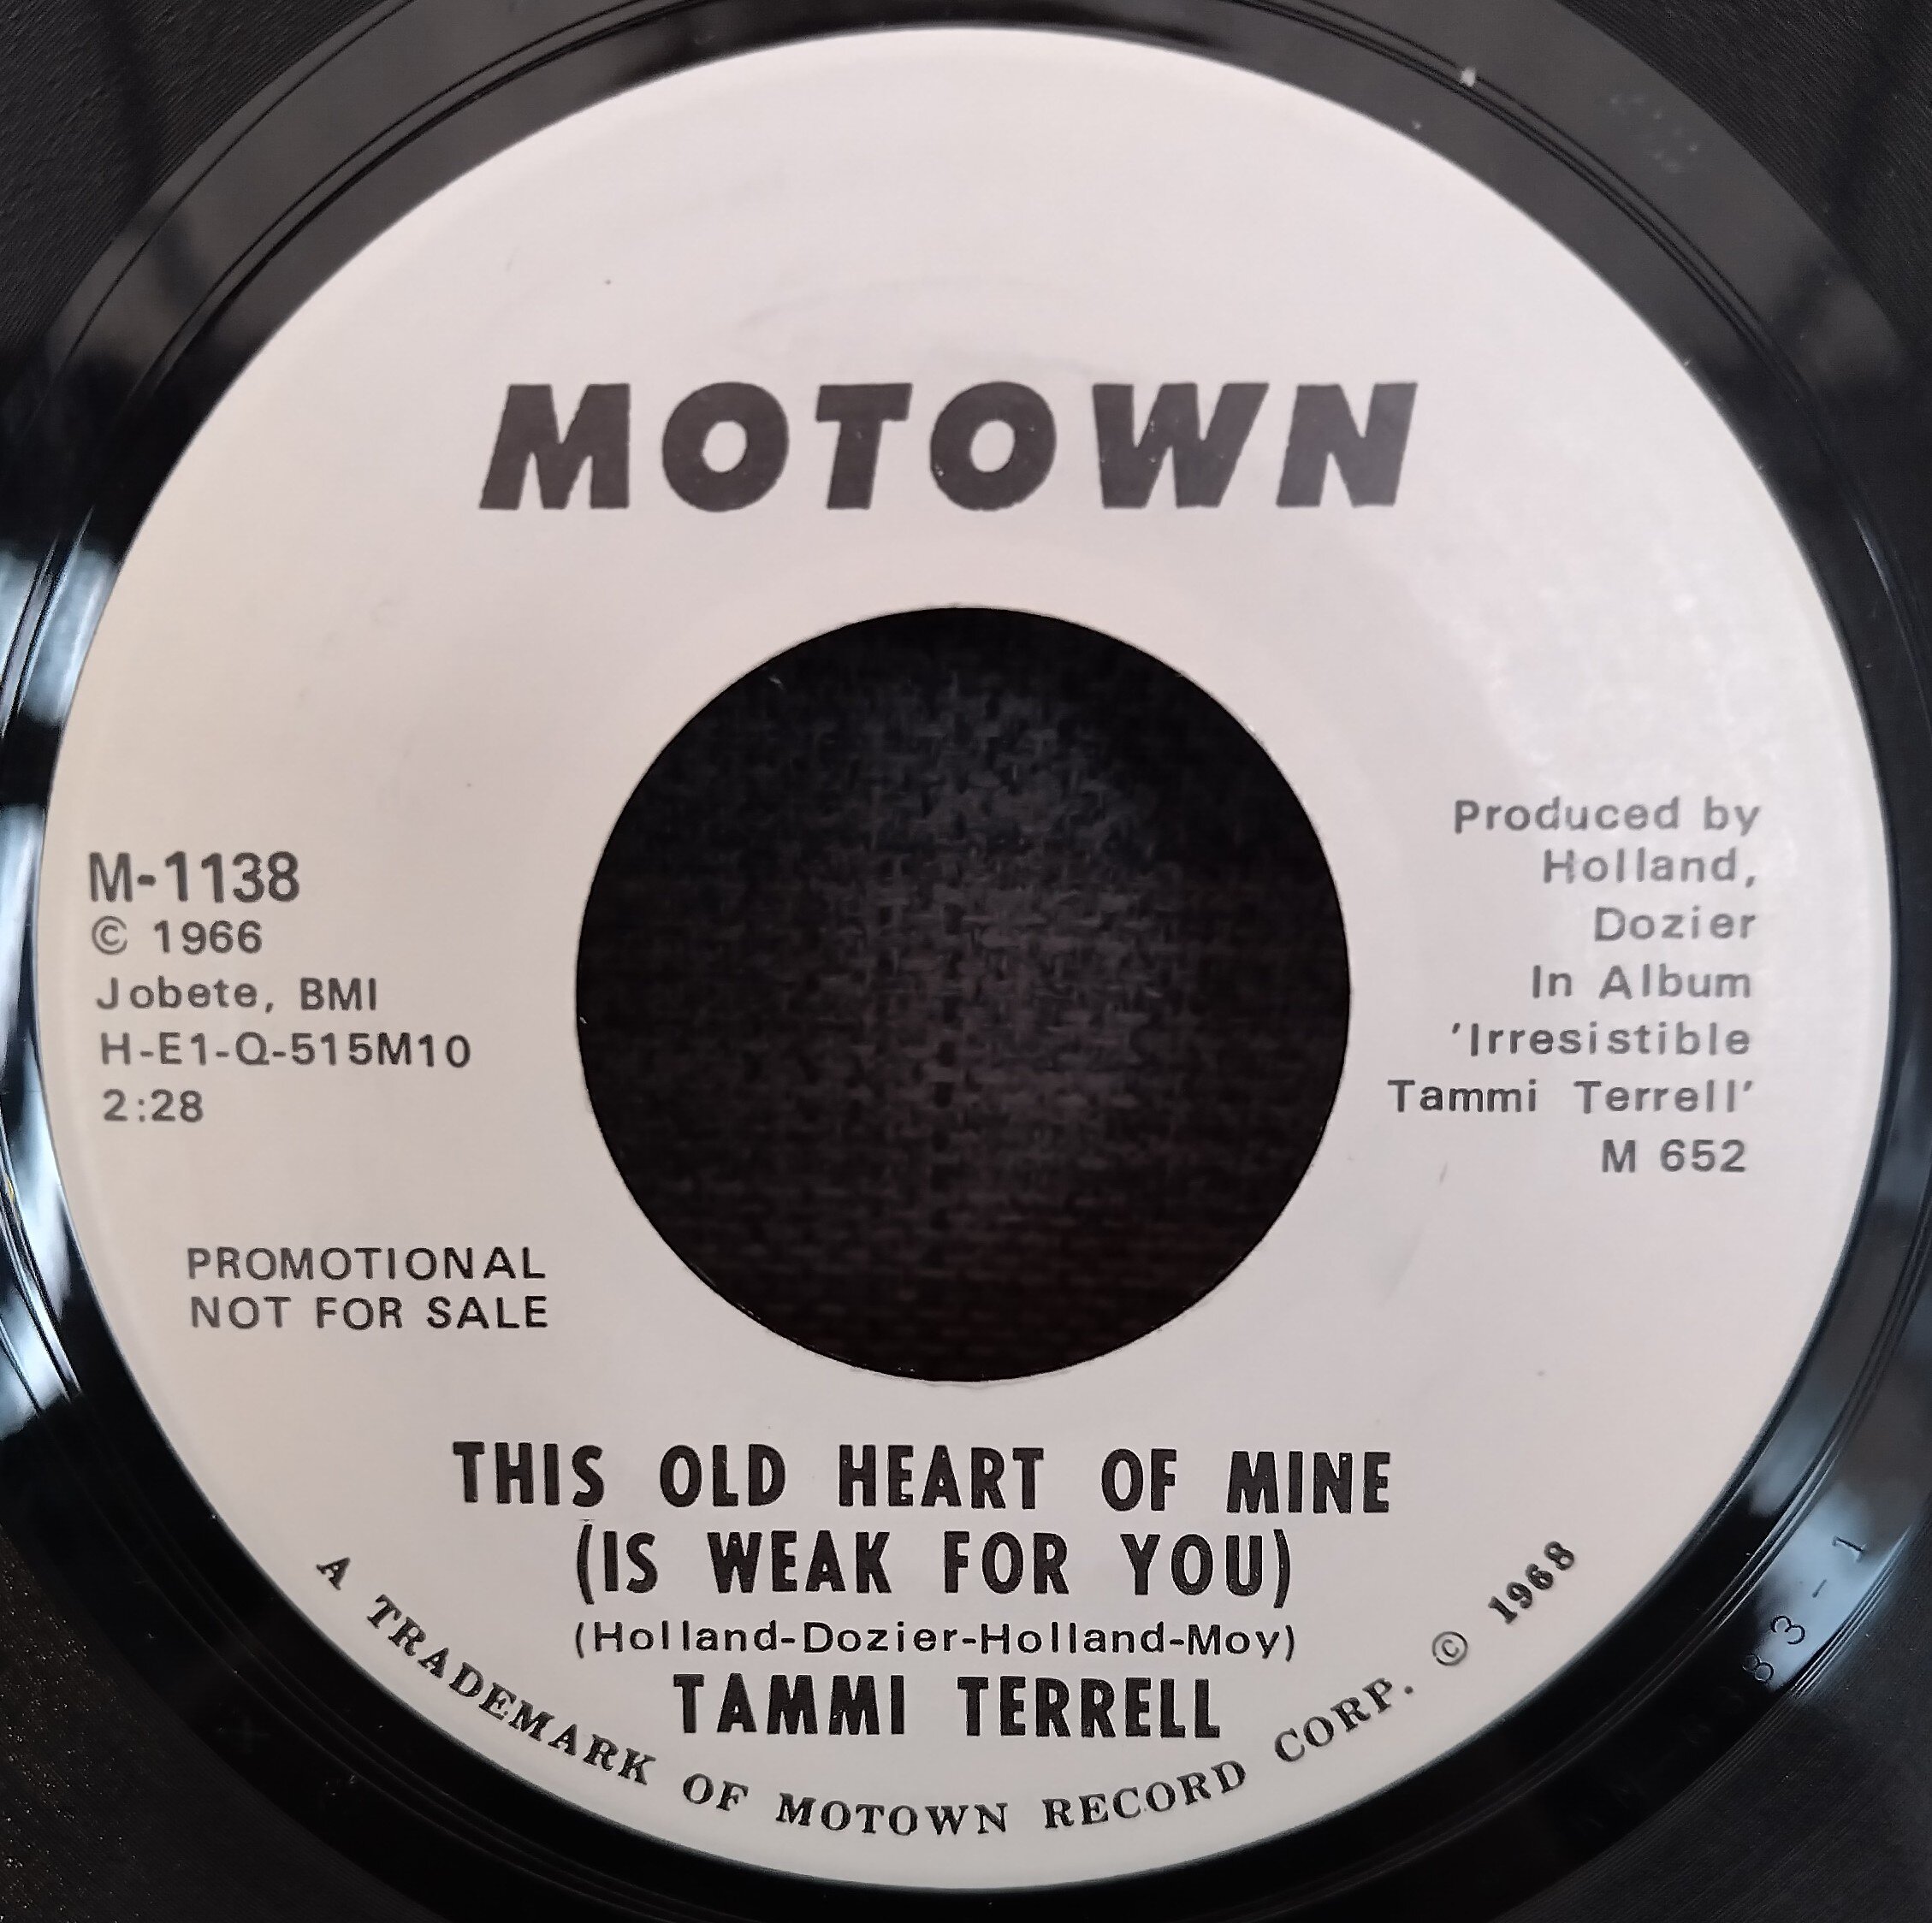 MOTOWN
M-1138
© 1966
Jobete, BMI
H-E1-Q-515M10
2:28
Produced by
Holland,
Dozier
In Album
'Irresistible
Tammi Terrell'
M 652
PROMOTIONAL
NOT FOR SALE
THIS OLD HEART OF MINE
(IS WEAK FOR YOU)
(Holland-Dozier-Holland-Moy)
TAMMI TERRELL
A TRADEMARK OF MOTOWN RECORD CORP. © 1968